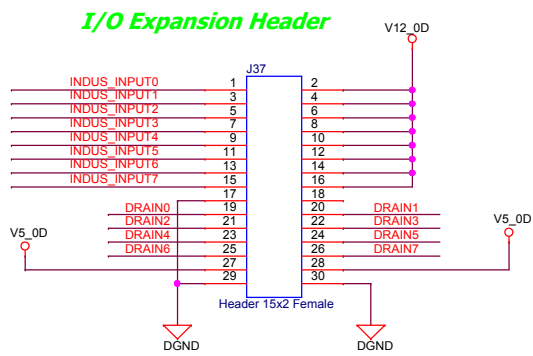 I/O Expansion Header
V12_0D
J37
INDUS_INPUT0 1 2
INDUS_INPUT1 3 4
INDUS_INPUT2 5 6
INDUS_INPUT3 7 8
INDUS_INPUT4 9 10
INDUS_INPUT5 11 12
INDUS_INPUT6 13 14
INDUS_INPUT7 15 16
17 18
DRAIN0 19 20 DRAIN1
DRAIN2 21 22 DRAIN3
DRAIN4 23 24 DRAIN5
DRAIN6 25 26 DRAIN7
V5_0D 27 28 V5_0D
29 30
Header 15x2 Female
DGND DGND